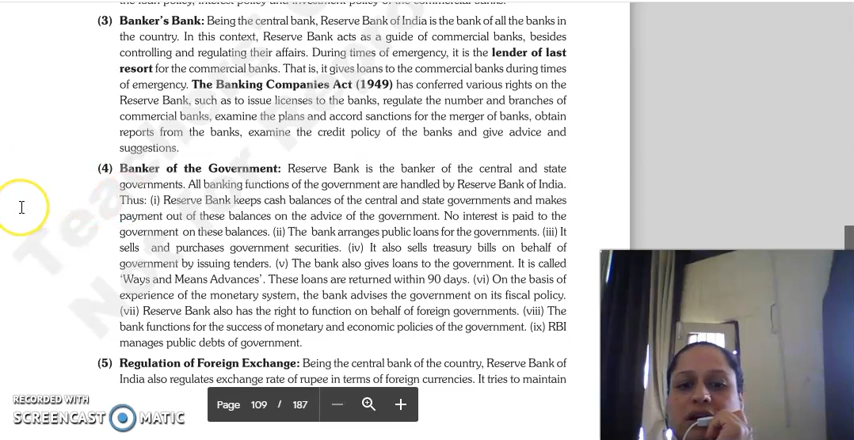 (3) Banker's Bank: Being the central bank, Reserve Bank of India is the bank of all the banks in
the country. In this context, Reserve Bank acts as a guide of commercial banks, besides
controlling and regulating their affairs. During times of emergency, it is the lender of last
resort for the commercial banks. That is, it gives loans to the commercial banks during times
of emergency. The Banking Companies Act (1949) has conferred various rights on the
Reserve Bank, such as to issue licenses to the banks, regulate the number and branches of
commercial banks, examine the plans and accord sanctions for the merger of banks, obtain
reports from the banks, examine the credit policy of the banks and give advice and
suggestions.
(4) Banker of the Government: Reserve Bank is the banker of the central and state
governments. All banking functions of the government are handled by Reserve Bank of India.
Thus: (i) Reserve Bank keeps cash balances of the central and state governments and makes
payment out of these balances on the advice of the government. No interest is paid to the
government on these balances. (ii) The bank arranges public loans for the governments. (iii) It
sells and purchases government securities. (iv) It also sells treasury bills on behalf of
government by issuing tenders. (v) The bank also gives loans to the government. It is called
'Ways and Means Advances'. These loans are returned within 90 days. (vi) On the basis of
experience of the monetary system, the bank advises the government on its fiscal policy.
(vii) Reserve Bank also has the right to function on behalf of foreign governments. (viii) The
bank functions for the success of monetary and economic policies of the government. (ix) RBI
manages public debts of government.
(5) Regulation of Foreign Exchange: Being the central bank of the country, Reserve Bank of
India also regulates exchange rate of rupee in terms of foreign currencies. It tries to maintain
Page 109 / 187
RECORDED WITH
SCREENCAST MATIC